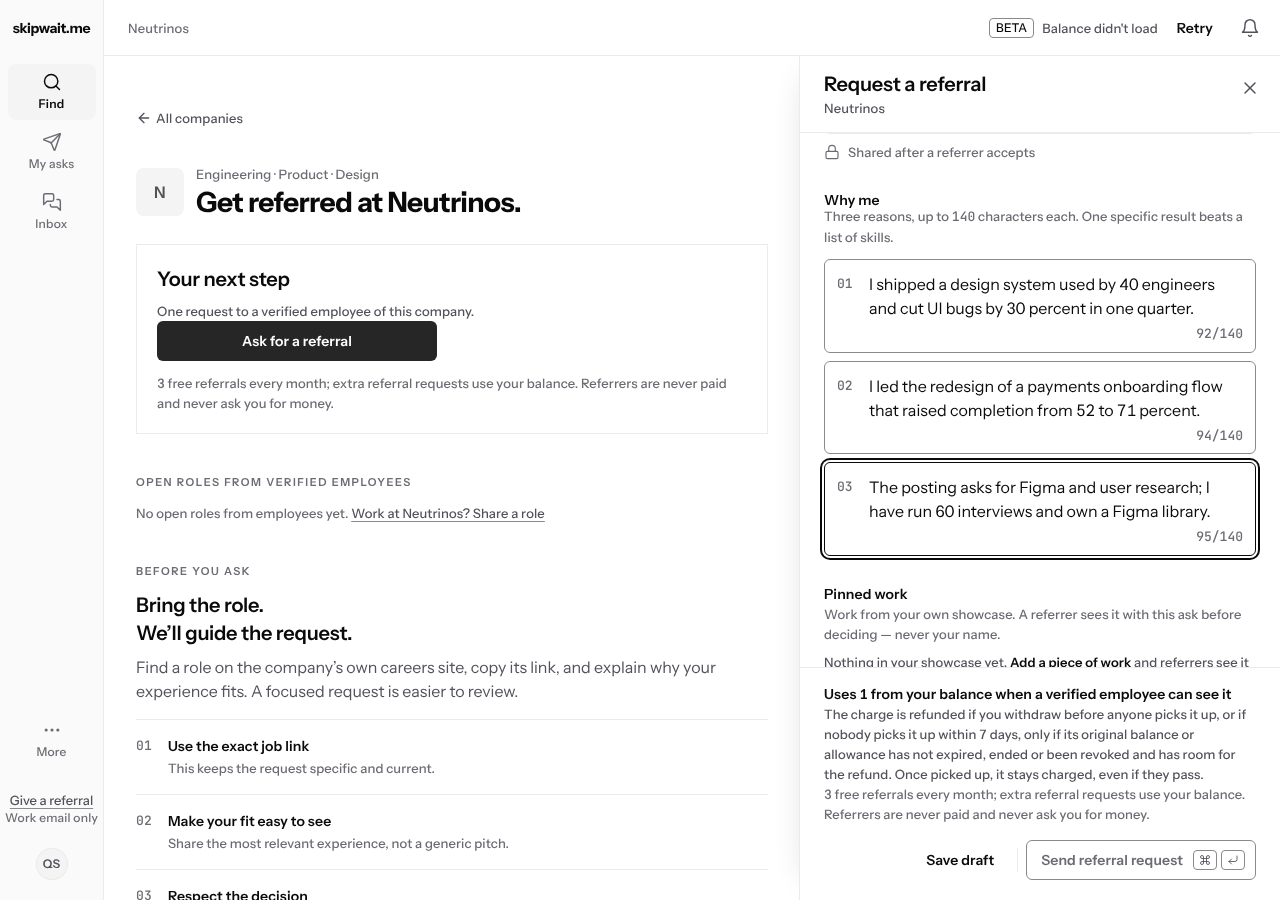 skipwait.me
Find
My asks
Inbox
More
Give a referral
Work email only
QS
Neutrinos
BETA
Balance didn't load
Retry
All companies
N
Engineering · Product · Design
Get referred at Neutrinos.
Your next step
One request to a verified employee of this company.
Ask for a referral
3 free referrals every month; extra referral requests use your balance. Referrers are never paid
and never ask you for money.
OPEN ROLES FROM VERIFIED EMPLOYEES
No open roles from employees yet. Work at Neutrinos? Share a role
BEFORE YOU ASK
Bring the role.
We’ll guide the request.
Find a role on the company’s own careers site, copy its link, and explain why your
experience fits. A focused request is easier to review.
01 Use the exact job link
This keeps the request specific and current.
02 Make your fit easy to see
Share the most relevant experience, not a generic pitch.
03 Respect the decision
Request a referral
Neutrinos
Shared after a referrer accepts
Why me
Three reasons, up to 140 characters each. One specific result beats a
list of skills.
01 I shipped a design system used by 40 engineers
and cut UI bugs by 30 percent in one quarter.
92/140
02 I led the redesign of a payments onboarding flow
that raised completion from 52 to 71 percent.
94/140
03 The posting asks for Figma and user research; I
have run 60 interviews and own a Figma library.
95/140
Pinned work
Work from your own showcase. A referrer sees it with this ask before
deciding — never your name.
Nothing in your showcase yet. Add a piece of work and referrers see it
Uses 1 from your balance when a verified employee can see it
The charge is refunded if you withdraw before anyone picks it up, or if
nobody picks it up within 7 days, only if its original balance or
allowance has not expired, ended or been revoked and has room for
the refund. Once picked up, it stays charged, even if they pass.
3 free referrals every month; extra referral requests use your balance.
Referrers are never paid and never ask you for money.
Save draft
Send referral request ⌘ ↵